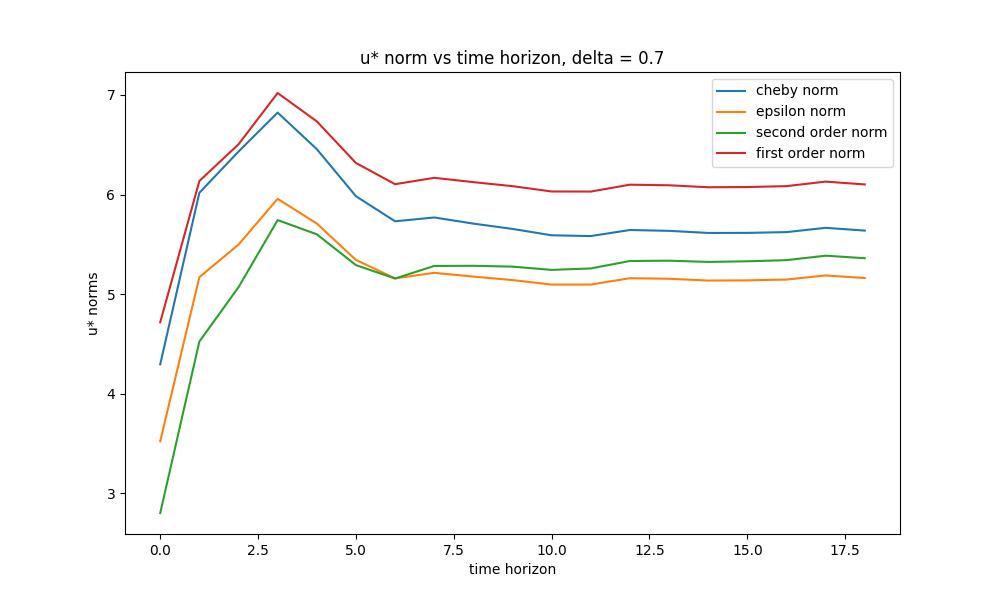 u* norm vs time horizon, delta = 0.7
cheby norm
epsilon norm
second order norm
first order norm
u* norms
7
6
5
4
3
0.0 2.5 5.0 7.5 10.0 12.5 15.0 17.5
time horizon